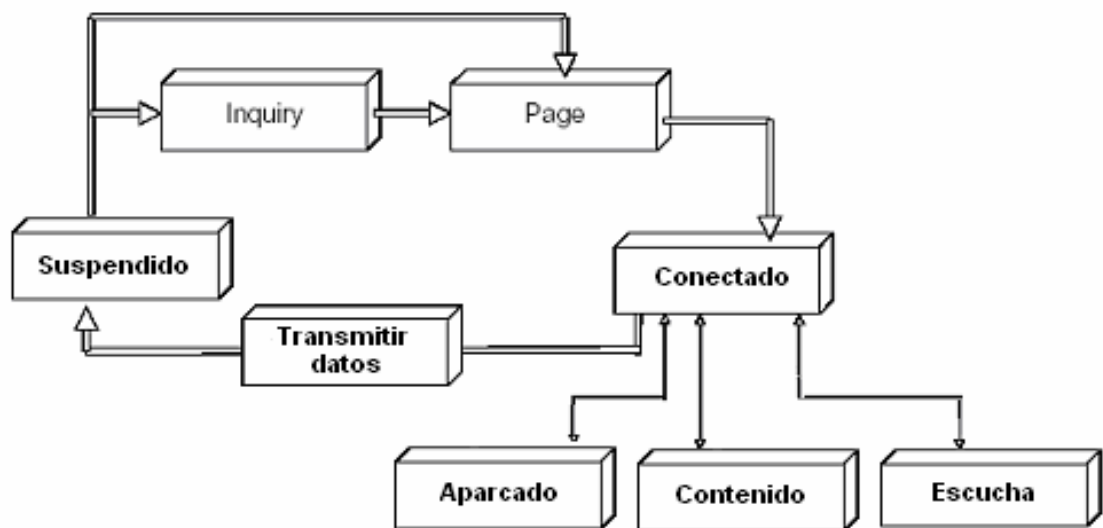 Inquiry
Page
Suspendido
Conectado
Transmitir
datos
Aparcado
Contenido
Escucha